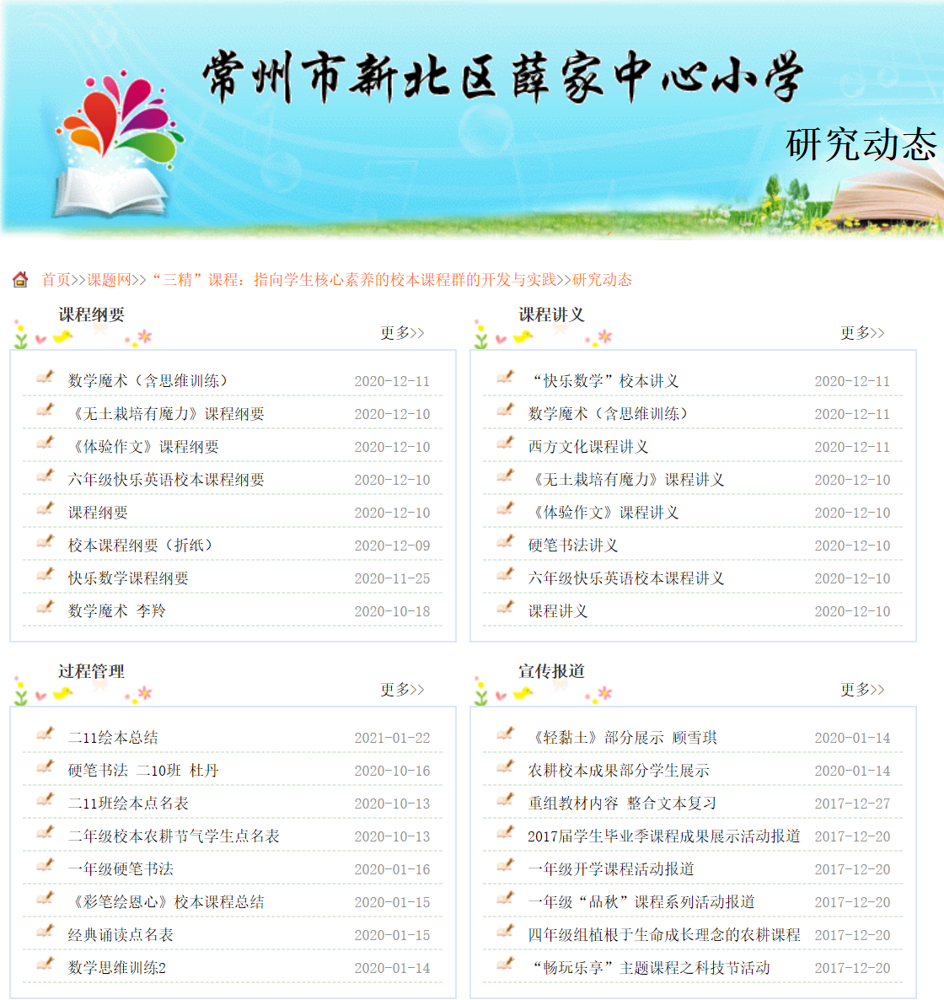 常州市新北区薛家中心小学
研究动态
首页>>课题网>>“三精”课程：指向学生核心素养的校本课程群的开发与实践>>研究动态
课程纲要
更多>>
数学魔术（含思维训练） 2020-12-11
《无土栽培有魔力》课程纲要 2020-12-10
《体验作文》课程纲要 2020-12-10
六年级快乐英语校本课程纲要 2020-12-10
课程纲要 2020-12-10
校本课程纲要（折纸） 2020-12-09
快乐数学课程纲要 2020-11-25
数学魔术 李羚 2020-10-18
课程讲义
更多>>
“快乐数学”校本讲义 2020-12-11
数学魔术（含思维训练） 2020-12-11
西方文化课程讲义 2020-12-11
《无土栽培有魔力》课程讲义 2020-12-10
《体验作文》课程讲义 2020-12-10
硬笔书法讲义 2020-12-10
六年级快乐英语校本课程讲义 2020-12-10
课程讲义 2020-12-10
过程管理
更多>>
二11绘本总结 2021-01-22
硬笔书法 二10班 杜丹 2020-10-16
二11班绘本点名表 2020-10-13
二年级校本农耕节气学生点名表 2020-10-13
一年级硬笔书法 2020-01-16
《彩笔绘恩心》校本课程总结 2020-01-15
经典诵读点名表 2020-01-15
数学思维训练2 2020-01-14
宣传报道
更多>>
《轻黏土》部分展示 顾雪琪 2020-01-14
农耕校本成果部分学生展示 2020-01-14
重组教材内容 整合文本复习 2017-12-27
2017届学生毕业季课程成果展示活动报道 2017-12-20
一年级开学课程活动报道 2017-12-20
一年级“品秋”课程系列活动报道 2017-12-20
四年级组植根于生命成长理念的农耕课程 2017-12-20
“畅玩乐享”主题课程之科技节活动 2017-12-20